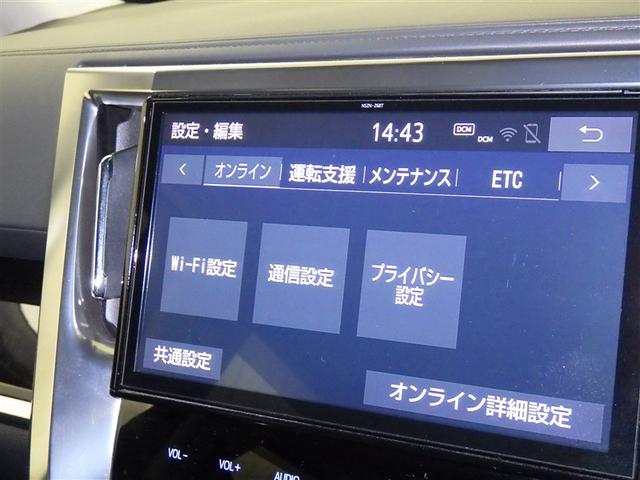 NSZN-Z68T
設定・編集 14:43 DCM DCM
オンライン 運転支援 メンテナンス ETC
Wi-Fi設定 通信設定 プライバシー
設定
共通設定
オンライン詳細設定
VOL- VOL+ AUDIO